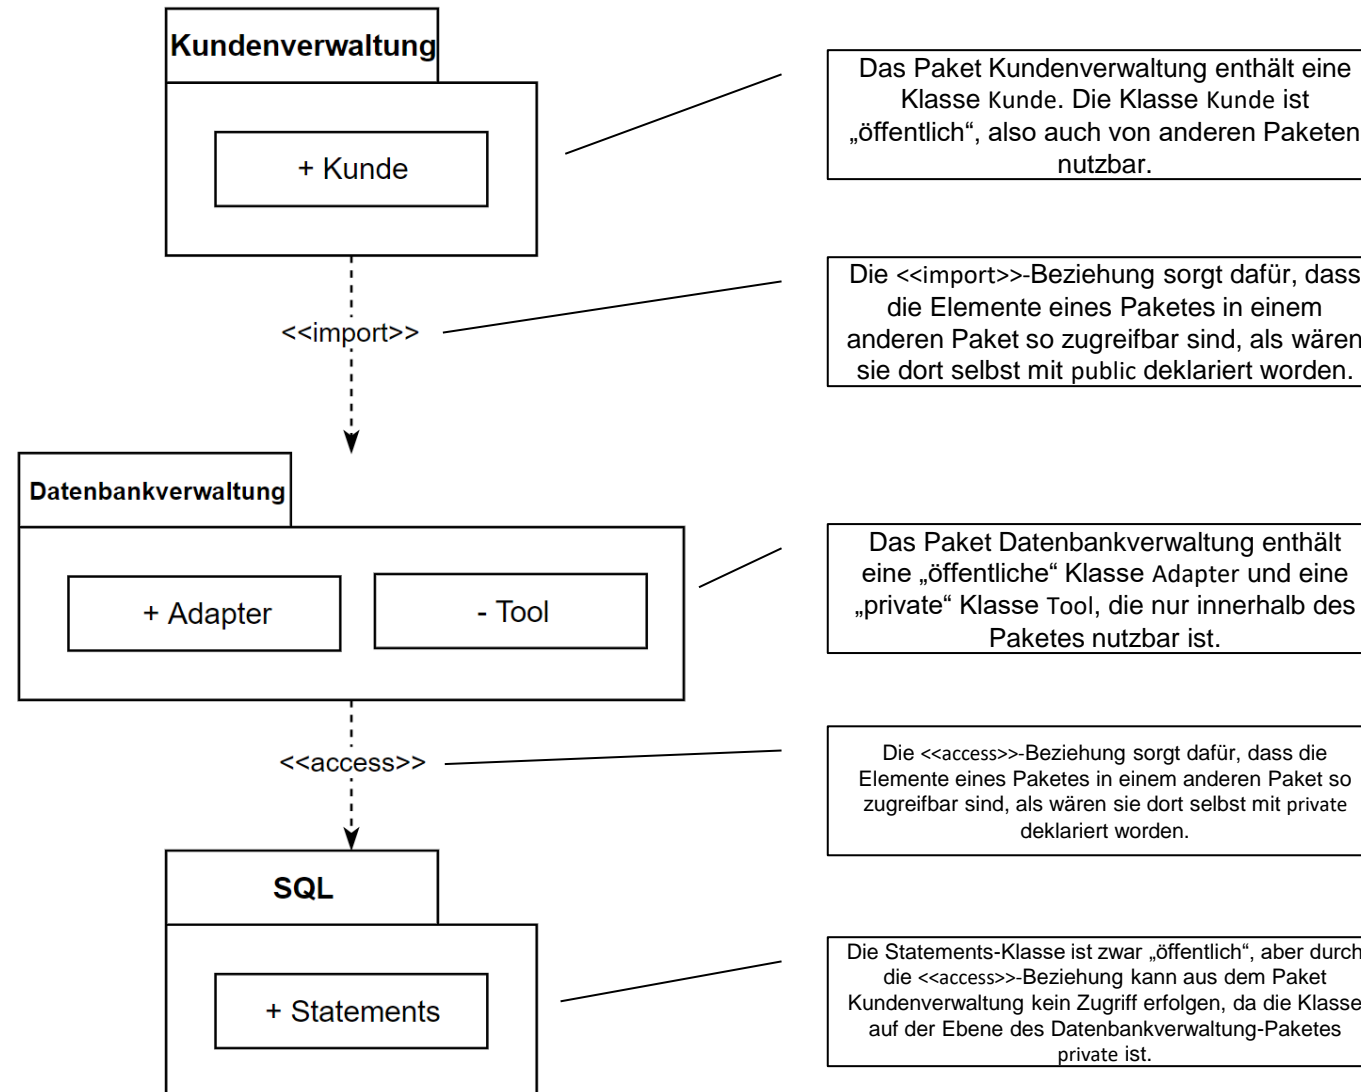 Kundenverwaltung
+ Kunde
Das Paket Kundenverwaltung enthält eine
Klasse Kunde. Die Klasse Kunde ist
„öffentlich“, also auch von anderen Paketen
nutzbar.
<<import>>
Die <<import>>-Beziehung sorgt dafür, dass
die Elemente eines Paketes in einem
anderen Paket so zugreifbar sind, als wären
sie dort selbst mit public deklariert worden.
Datenbankverwaltung
+ Adapter
- Tool
Das Paket Datenbankverwaltung enthält
eine „öffentliche“ Klasse Adapter und eine
„private“ Klasse Tool, die nur innerhalb des
Paketes nutzbar ist.
<<access>>
Die <<access>>-Beziehung sorgt dafür, dass die
Elemente eines Paketes in einem anderen Paket so
zugreifbar sind, als wären sie dort selbst mit private
deklariert worden.
SQL
+ Statements
Die Statements-Klasse ist zwar „öffentlich“, aber durch
die <<access>>-Beziehung kann aus dem Paket
Kundenverwaltung kein Zugriff erfolgen, da die Klasse
auf der Ebene des Datenbankverwaltung-Paketes
private ist.